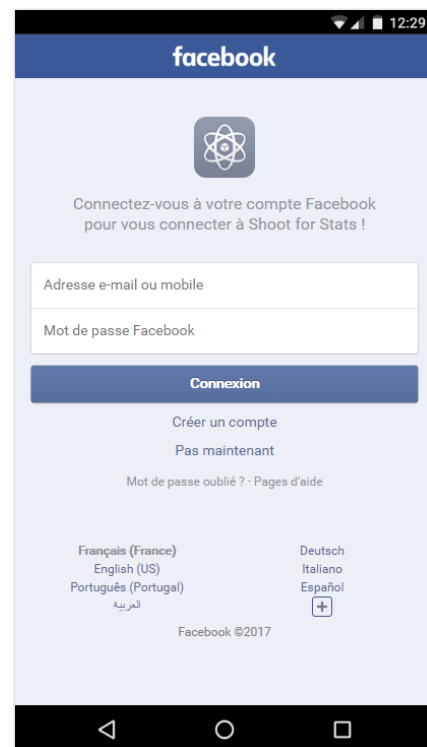 12:29
facebook
Connectez-vous à votre compte Facebook
pour vous connecter à Shoot for Stats !
Adresse e-mail ou mobile
Mot de passe Facebook
Connexion
Créer un compte
Pas maintenant
Mot de passe oublié ? · Pages d'aide
Français (France) Deutsch
English (US) Italiano
Português (Portugal) Español
العربية
Facebook ©2017